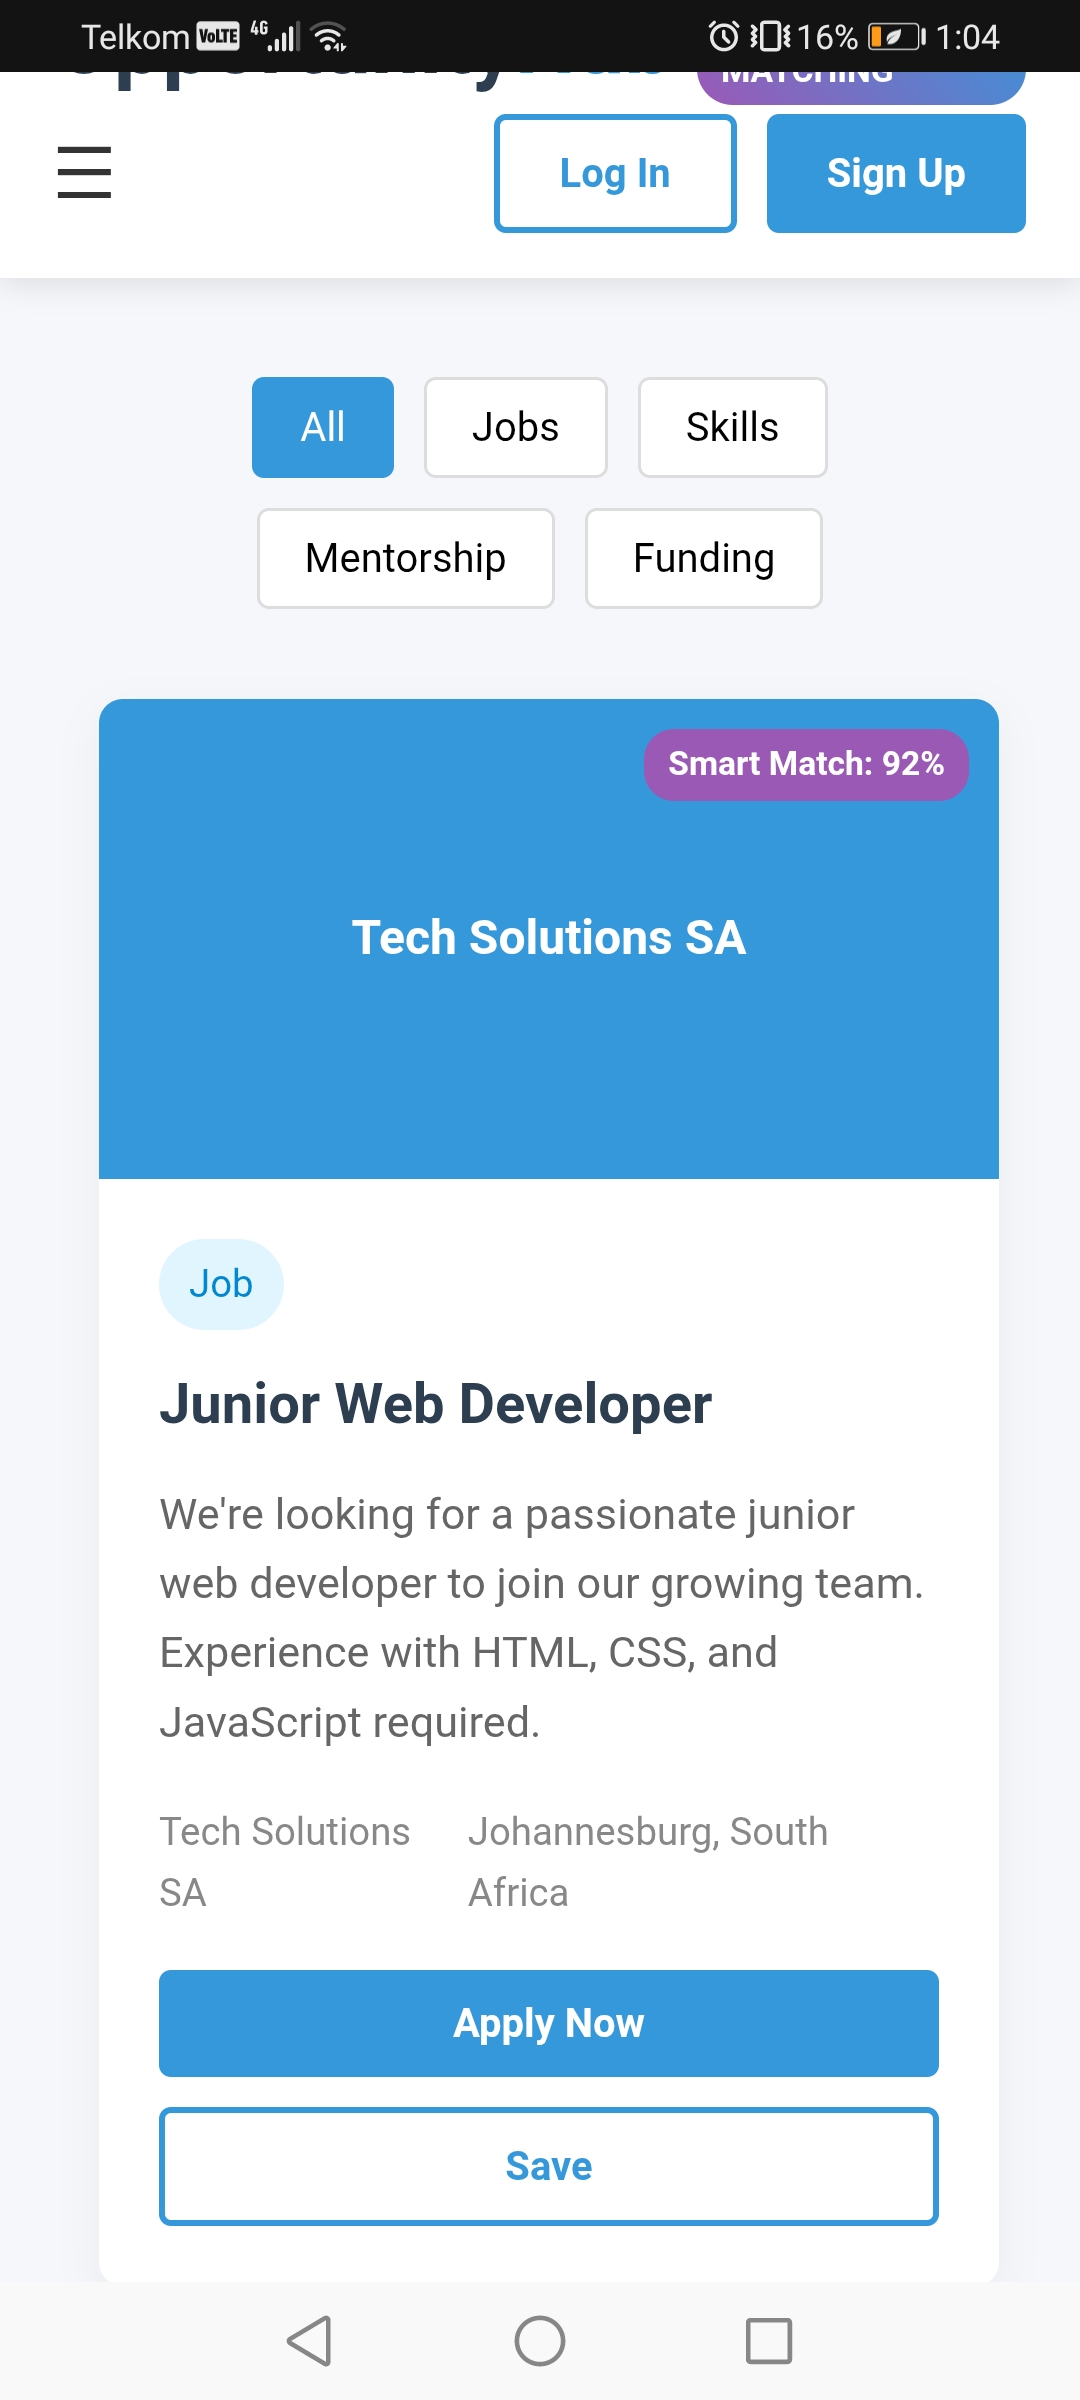 Telkom VoLTE 4G 16% 1:04
MATCHING
Log In
Sign Up
All
Jobs
Skills
Mentorship
Funding
Smart Match: 92%
Tech Solutions SA
Job
Junior Web Developer
We're looking for a passionate junior
web developer to join our growing team.
Experience with HTML, CSS, and
JavaScript required.
Tech Solutions
SA
Johannesburg, South
Africa
Apply Now
Save